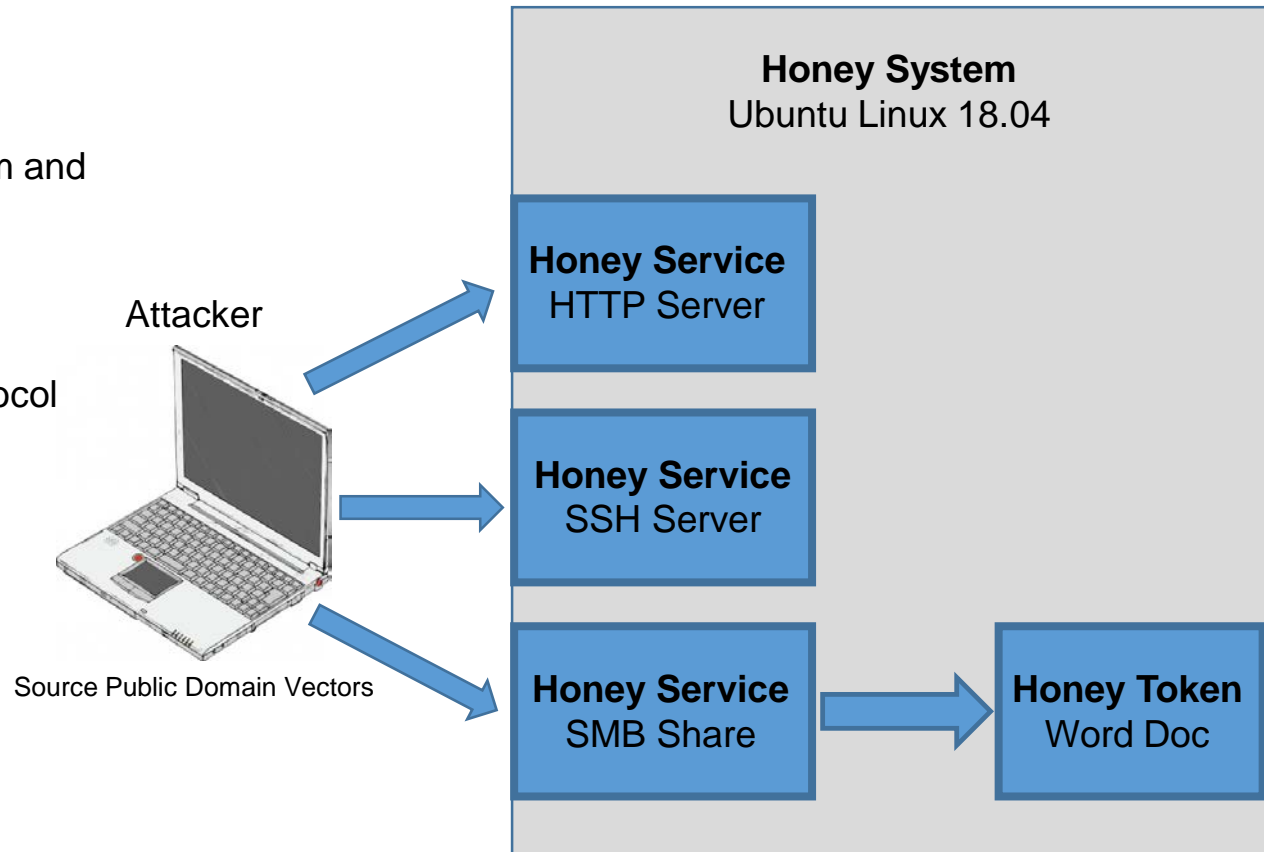 Honey System
Ubuntu Linux 18.04
and
Honey Service
HTTP Server
Attacker
Honey Service
SSH Server
Source Public Domain Vectors
Honey Service
SMB Share
Honey Token
Word Doc